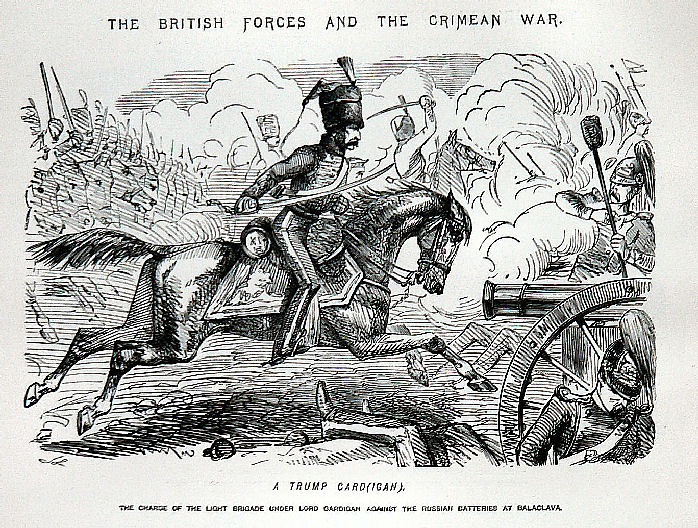 THE BRITISH FORCES AND THE CRIMEAN WAR.
A TRUMP CARD(IGAN).
THE CHARGE OF THE LIGHT BRIGADE UNDER LORD CARDIGAN AGAINST THE RUSSIAN BATTERIES AT BALACLAVA.